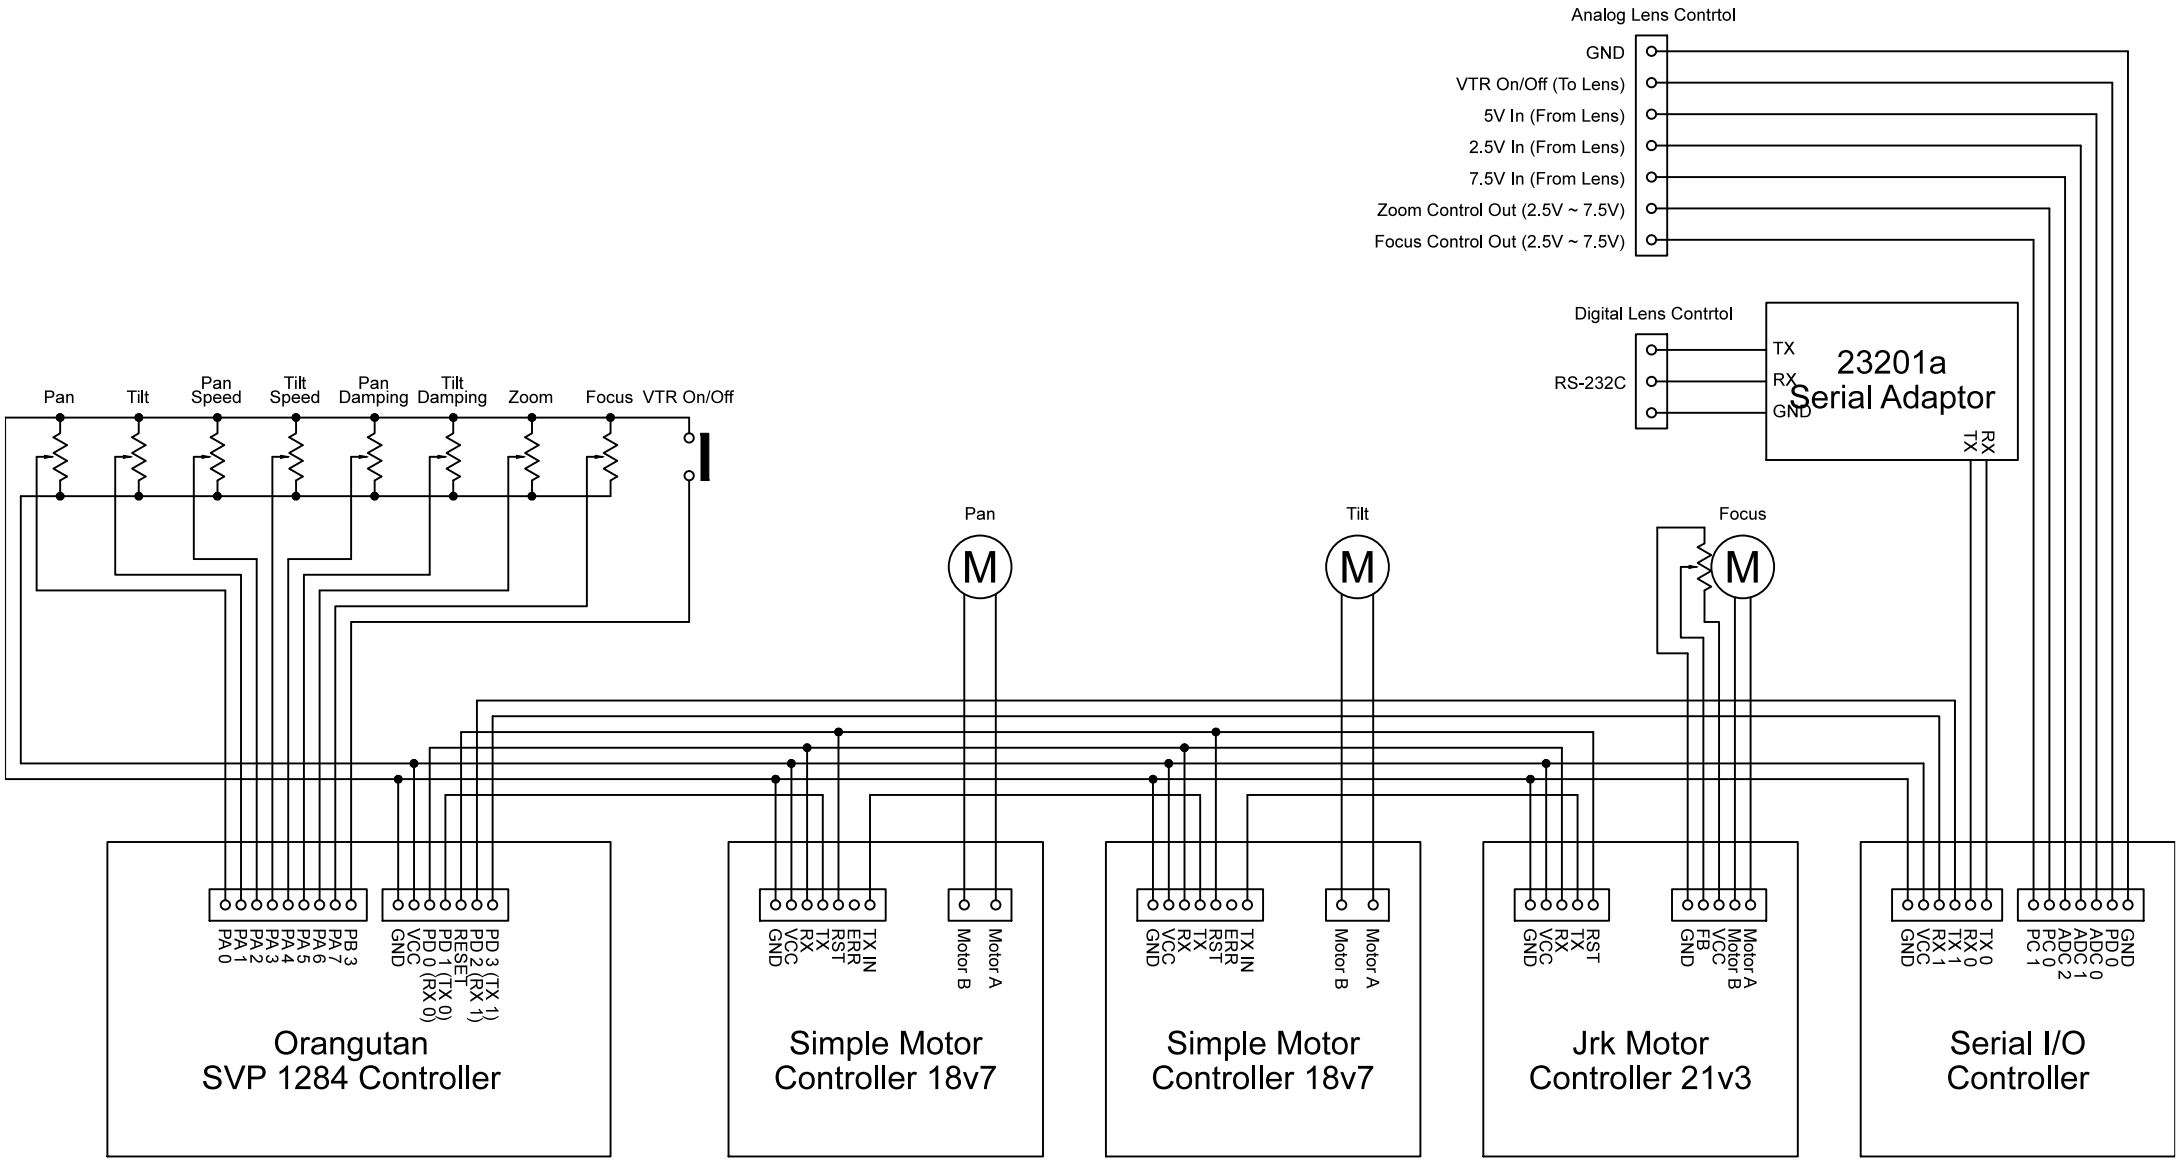 Analog Lens Contrtol
GND
VTR On/Off (To Lens)
5V In (From Lens)
2.5V In (From Lens)
7.5V In (From Lens)
Zoom Control Out (2.5V ~ 7.5V)
Focus Control Out (2.5V ~ 7.5V)
Digital Lens Contrtol
RS-232C
TX
RX
GND
23201a
Serial Adaptor
TX
RX
Pan
Tilt
Pan
Speed
Tilt
Speed
Pan
Damping
Tilt
Damping
Zoom
Focus
VTR On/Off
Pan
M
Tilt
M
Focus
M
PA 0
PA 1
PA 2
PA 3
PA 4
PA 5
PA 6
PA 7
PB 3
GND
VCC
PD 0 (RX 0)
PD 1 (TX 0)
RESET
PD 2 (RX 1)
PD 3 (TX 1)
Orangutan
SVP 1284 Controller
GND
VCC
RX
TX
RST
ERR
TX IN
Motor B
Motor A
Simple Motor
Controller 18v7
GND
VCC
RX
TX
RST
ERR
TX IN
Motor B
Motor A
Simple Motor
Controller 18v7
GND
VCC
RX
TX
RST
GND
FB
VCC
Motor B
Motor A
Jrk Motor
Controller 21v3
GND
VCC
RX 1
TX 1
RX 0
TX 0
PC 1
PC 0
ADC 2
ADC 1
ADC 0
PD 0
GND
Serial I/O
Controller